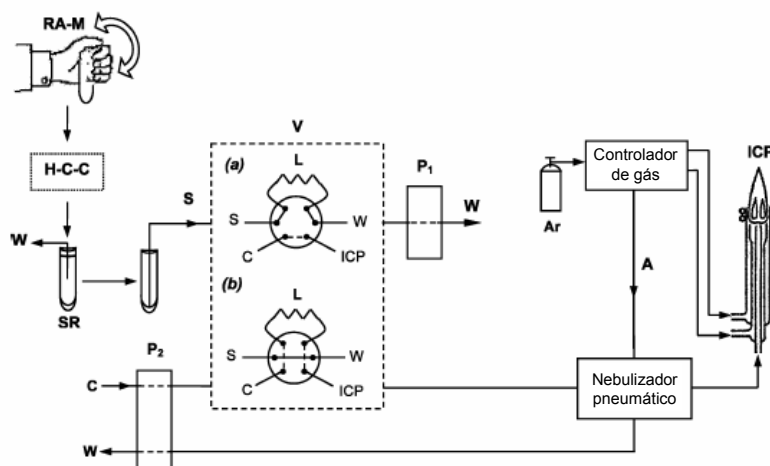 RA-M
H-C-C
W
SR
S
V
(a)
L
S
W
C
ICP
(b)
L
S
W
C
ICP
P1
W
P2
C
W
Ar
Controlador
de gás
A
ICP
Nebulizador
pneumático